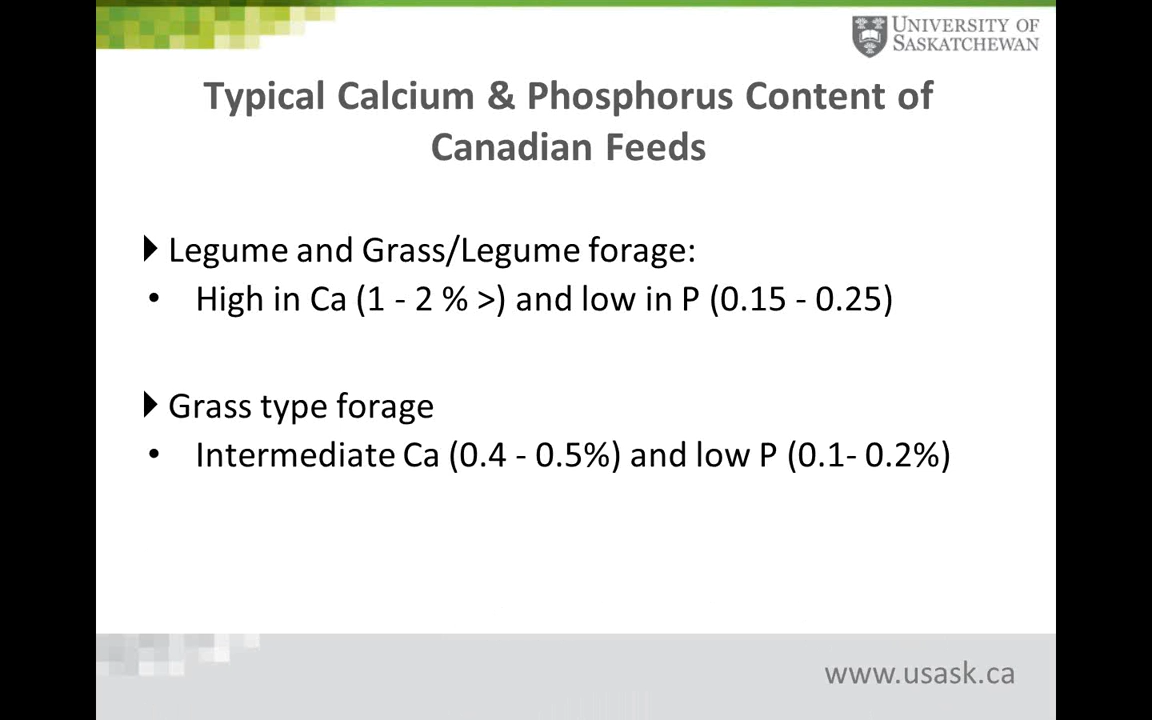 UNIVERSITY OF
SASKATCHEWAN
Typical Calcium & Phosphorus Content of
Canadian Feeds
Legume and Grass/Legume forage:
• High in Ca (1 - 2 % >) and low in P (0.15 - 0.25)
Grass type forage
• Intermediate Ca (0.4 - 0.5%) and low P (0.1- 0.2%)
www.usask.ca